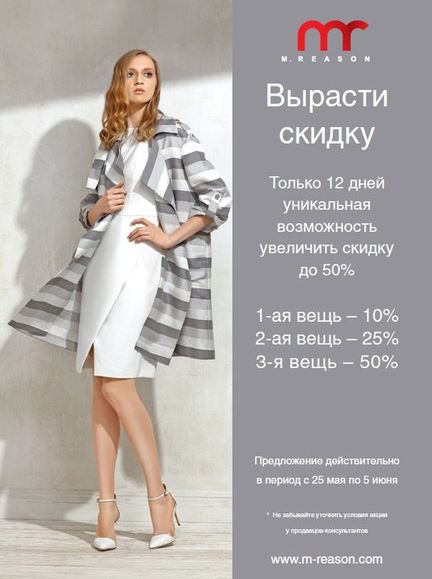 mr
M. REASON
Вырасти
скидку
Только 12 дней
уникальная
возможность
увеличить скидку
до 50%
1-ая вещь – 10%
2-ая вещь – 25%
3-я вещь – 50%
Предложение действительно
в период с 25 мая по 5 июня
* Не забывайте уточнять условия акции
у продавцов-консультантов
www.m-reason.com